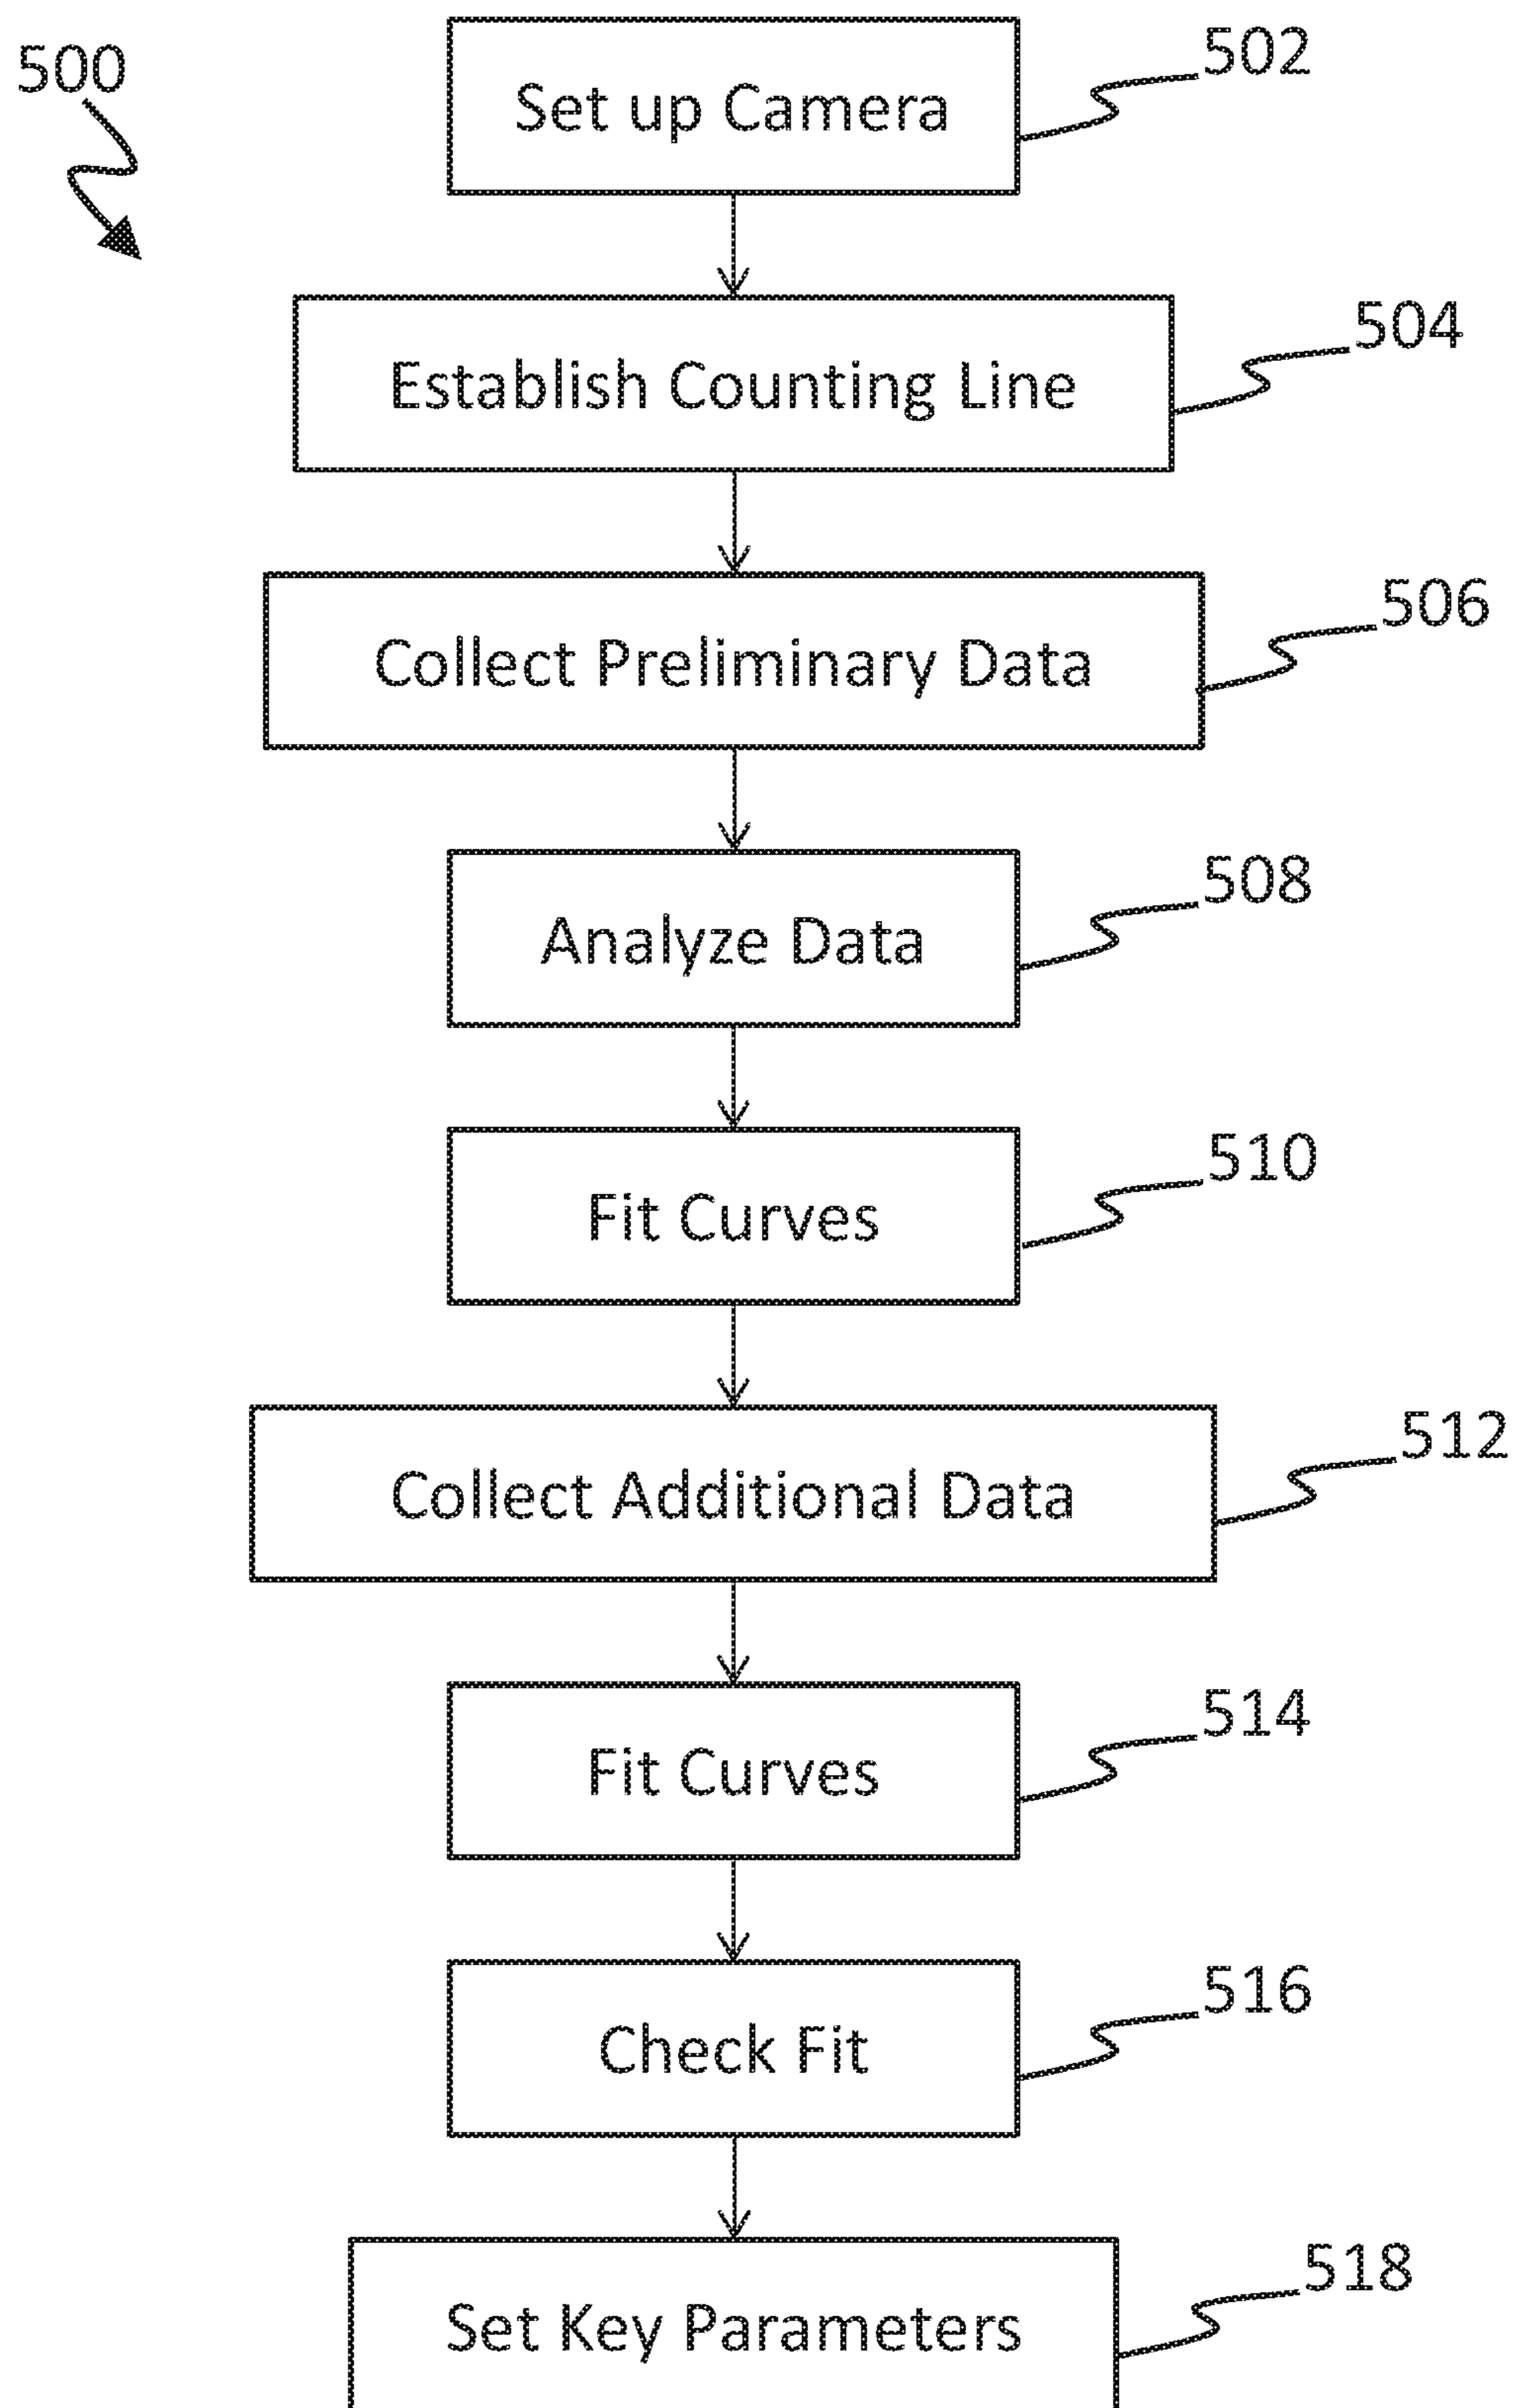 500
Set up Camera
502
Establish Counting Line
504
Collect Preliminary Data
506
Analyze Data
508
Fit Curves
510
Collect Additional Data
512
Fit Curves
514
Check Fit
516
Set Key Parameters
518